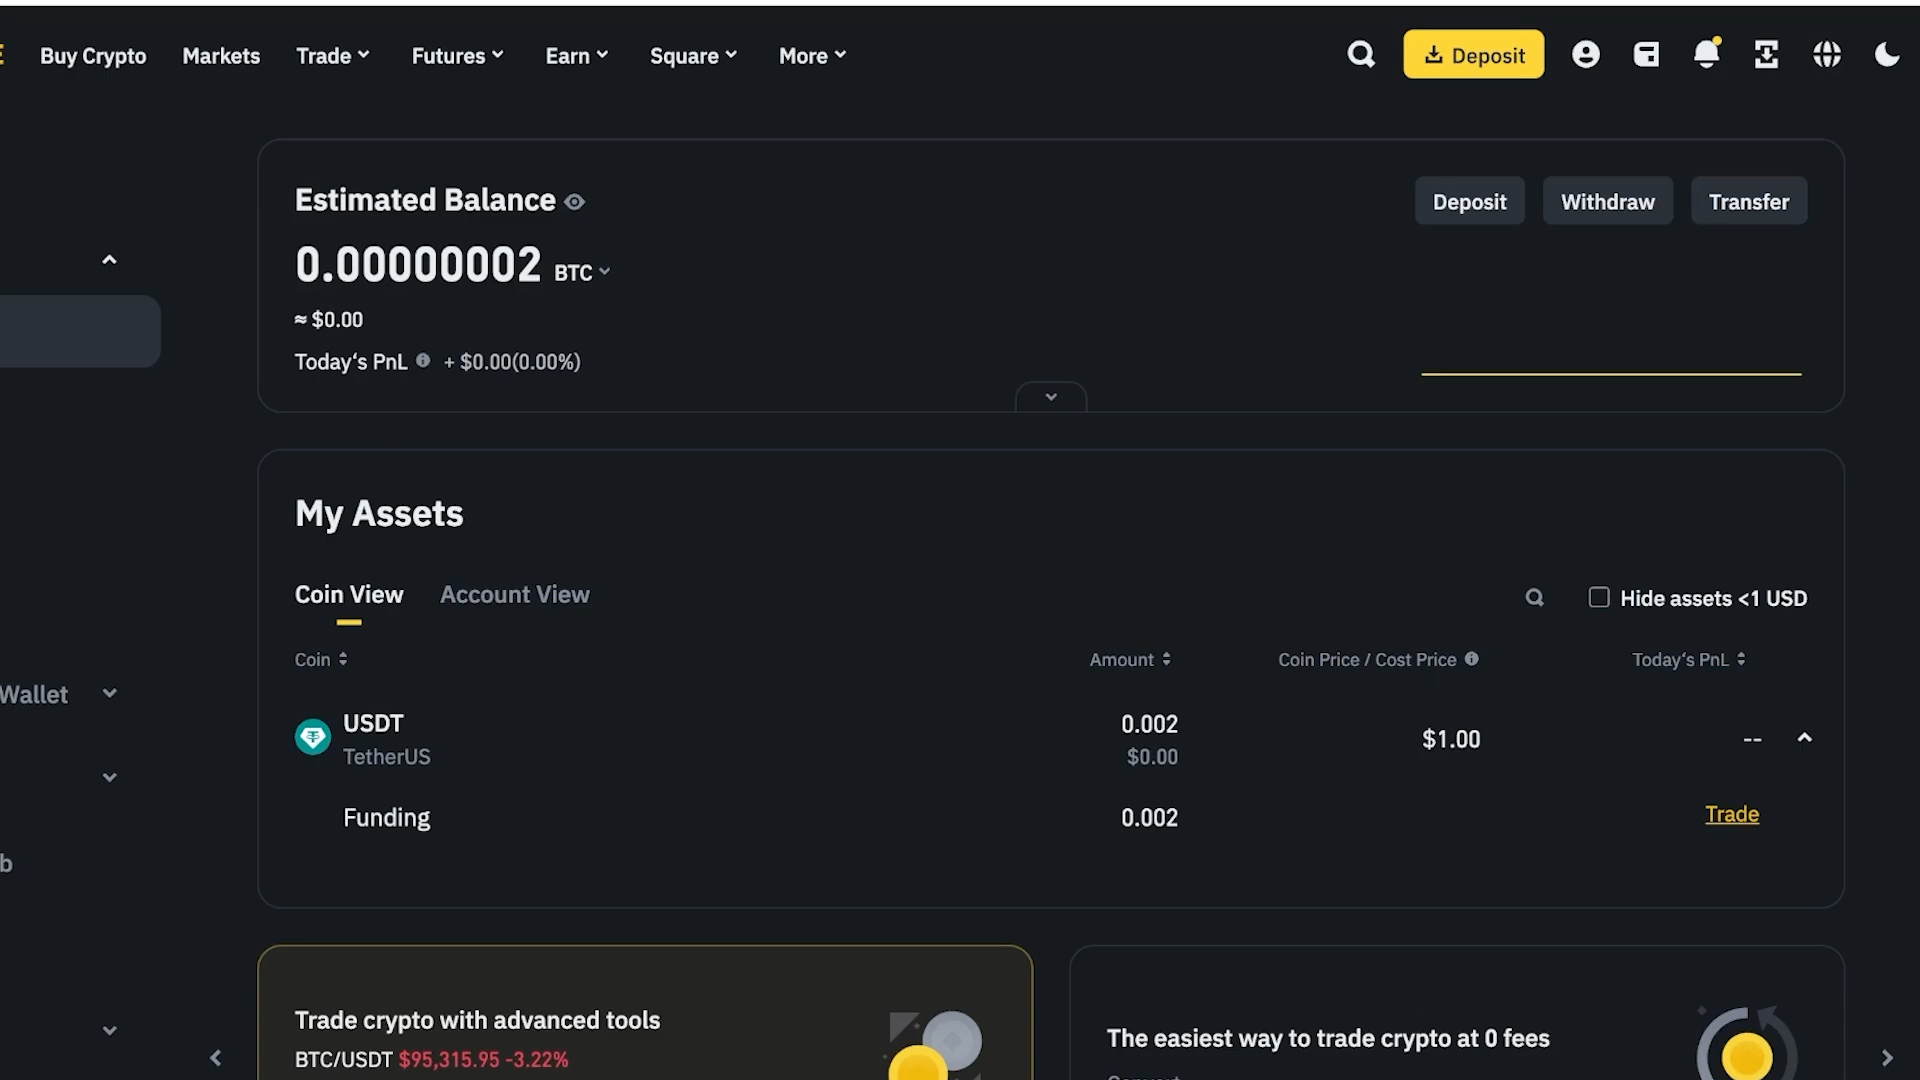 Buy Crypto Markets Trade Futures Earn Square More Deposit
Estimated Balance
Deposit Withdraw Transfer
0.00000002 BTC
≈ $0.00
Today‘s PnL + $0.00(0.00%)
My Assets
Coin View Account View
Hide assets <1 USD
Coin Amount Coin Price / Cost Price Today‘s PnL
Wallet
USDT 0.002
TetherUS $0.00
$1.00 --
Funding 0.002 Trade
b
Trade crypto with advanced tools
BTC/USDT $95,315.95 -3.22%
The easiest way to trade crypto at 0 fees